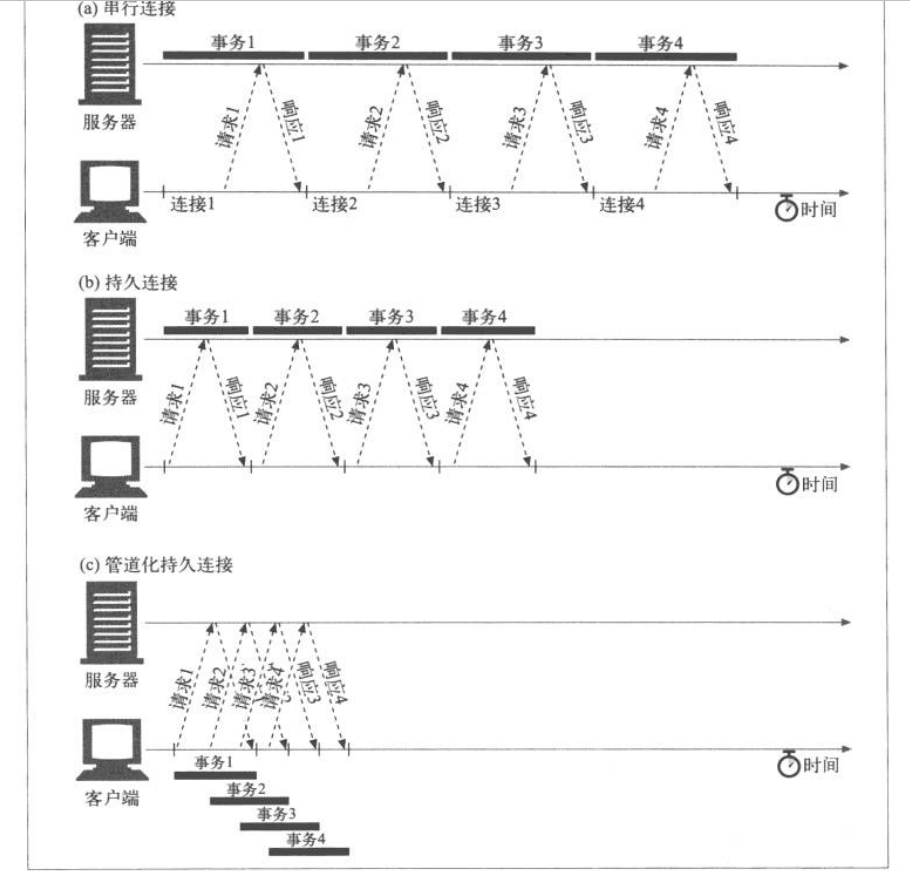 (a) 串行连接
事务1 事务2 事务3 事务4
服务器
请求1 响应1 请求2 响应2 请求3 响应3 请求4 响应4
连接1 连接2 连接3 连接4 时间
客户端
(b) 持久连接
事务1 事务2 事务3 事务4
服务器
请求1 响应1 请求2 响应2 请求3 响应3 请求4 响应4
时间
客户端
(c) 管道化持久连接
服务器
请求1 请求2 请求3 请求4 响应3 响应4
时间
客户端
事务1
事务2
事务3
事务4